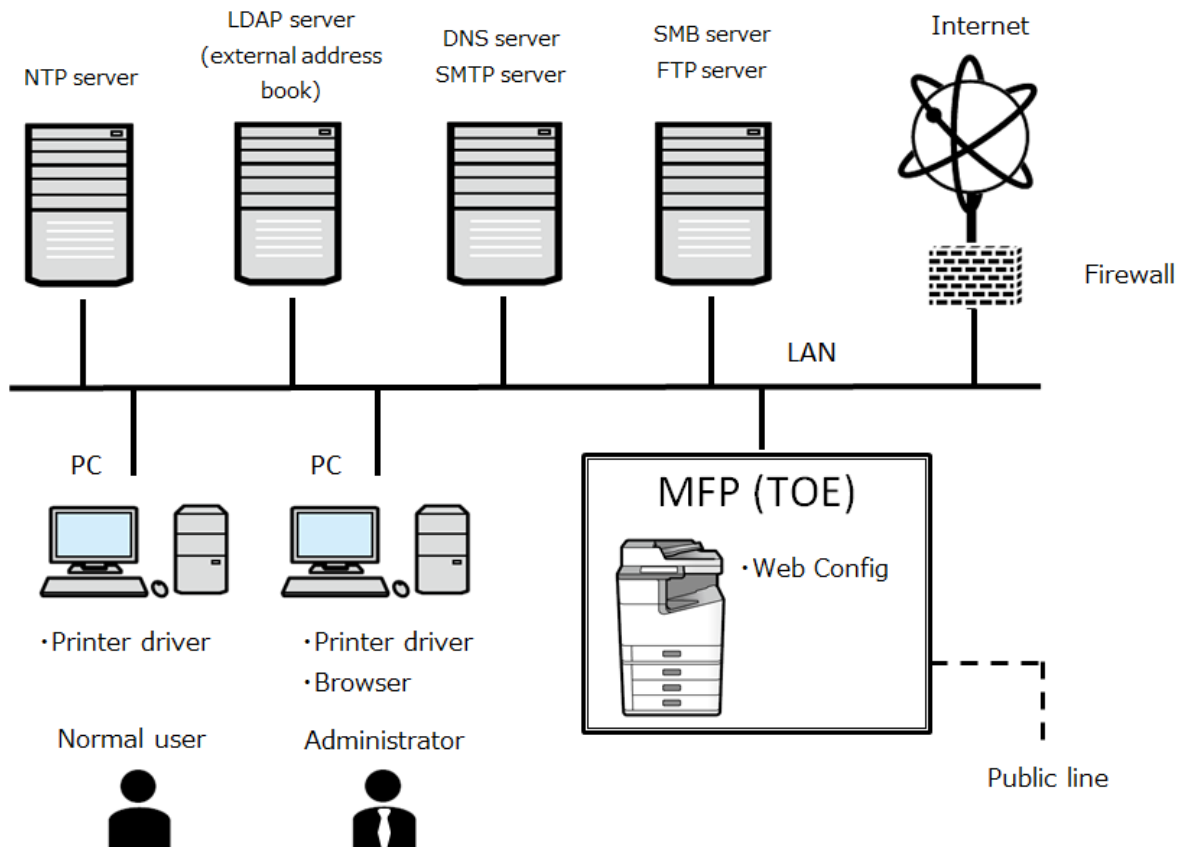 NTP server
LDAP server
(external address
book)
DNS server
SMTP server
SMB server
FTP server
Internet
Firewall
LAN
PC
PC
MFP (TOE)
・Web Config
・Printer driver
・Printer driver
・Browser
Normal user
Administrator
Public line